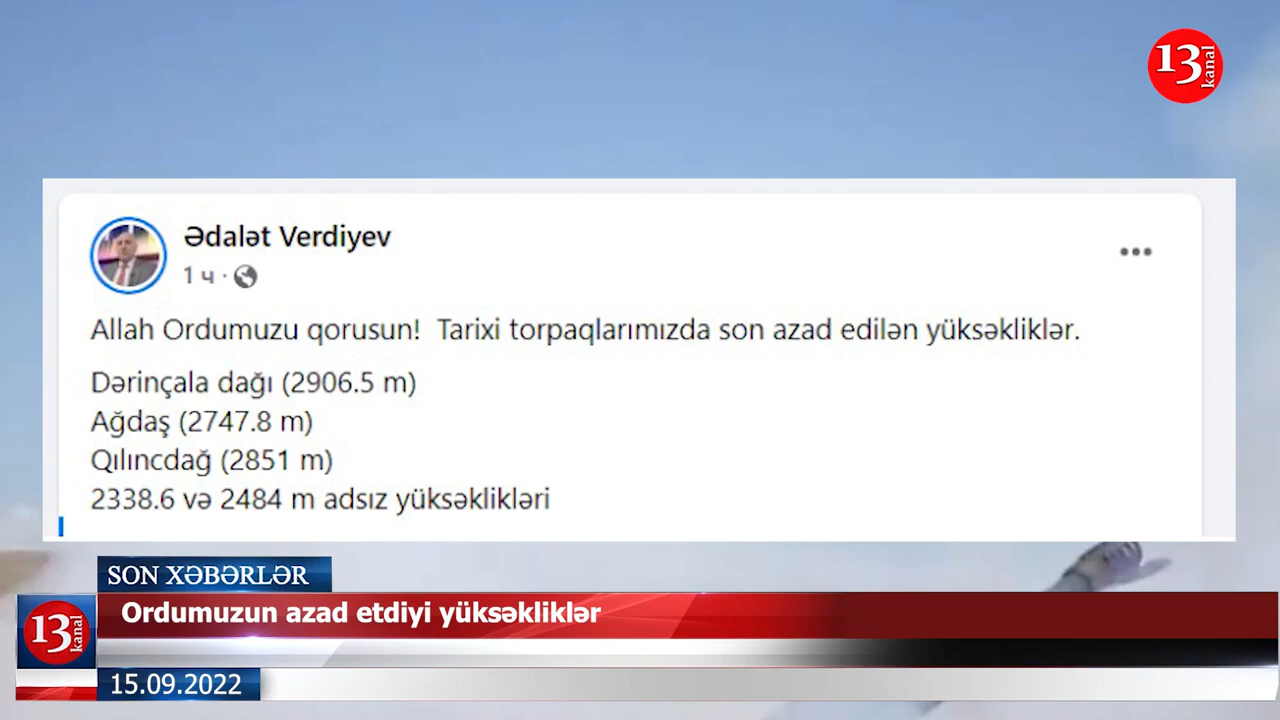 13 kanal
Ədalət Verdiyev
1 ч ·
Allah Ordumuzu qorusun!  Tarixi torpaqlarımızda son azad edilən yüksəkliklər.
Dərinçala dağı (2906.5 m)
Ağdaş (2747.8 m)
Qılıncdağ (2851 m)
2338.6 və 2484 m adsız yüksəklikləri
SON XƏBƏRLƏR
Ordumuzun azad etdiyi yüksəkliklər
13 kanal
15.09.2022